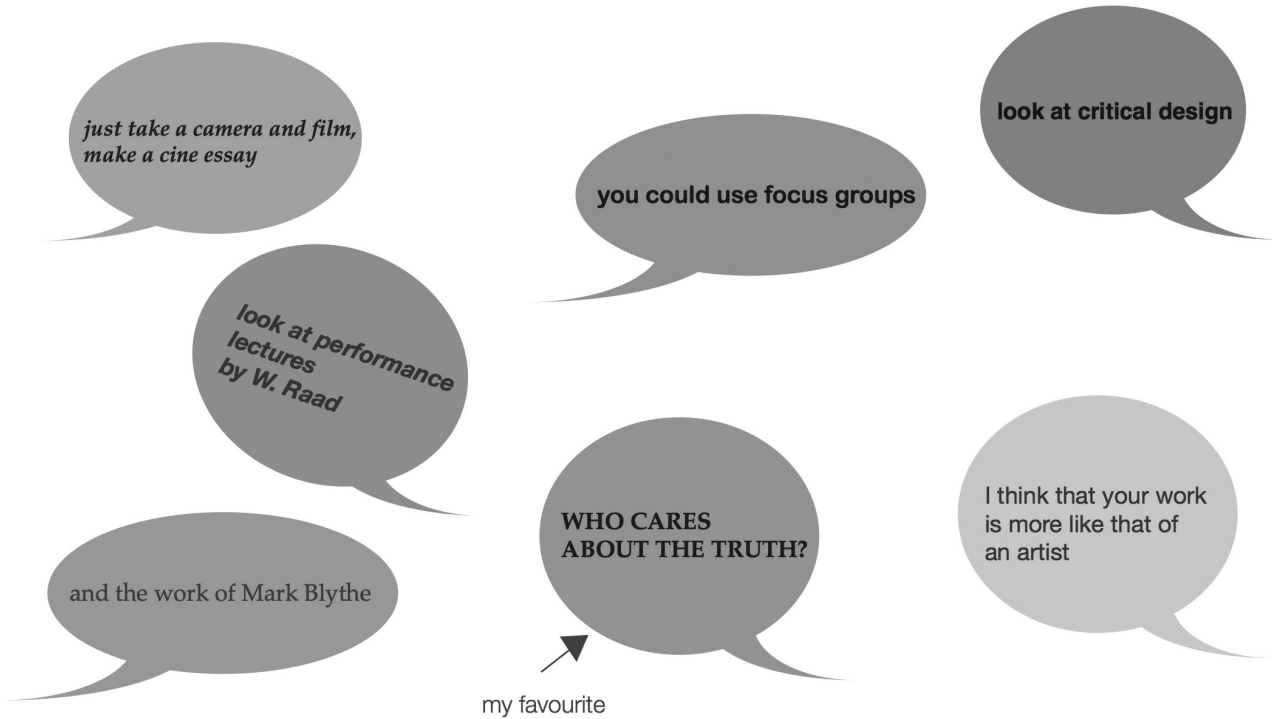 just take a camera and film,
make a cine essay
you could use focus groups
look at critical design
look at performance
lectures
by W. Raad
and the work of Mark Blythe
WHO CARES
ABOUT THE TRUTH?
my favourite
I think that your work
is more like that of
an artist